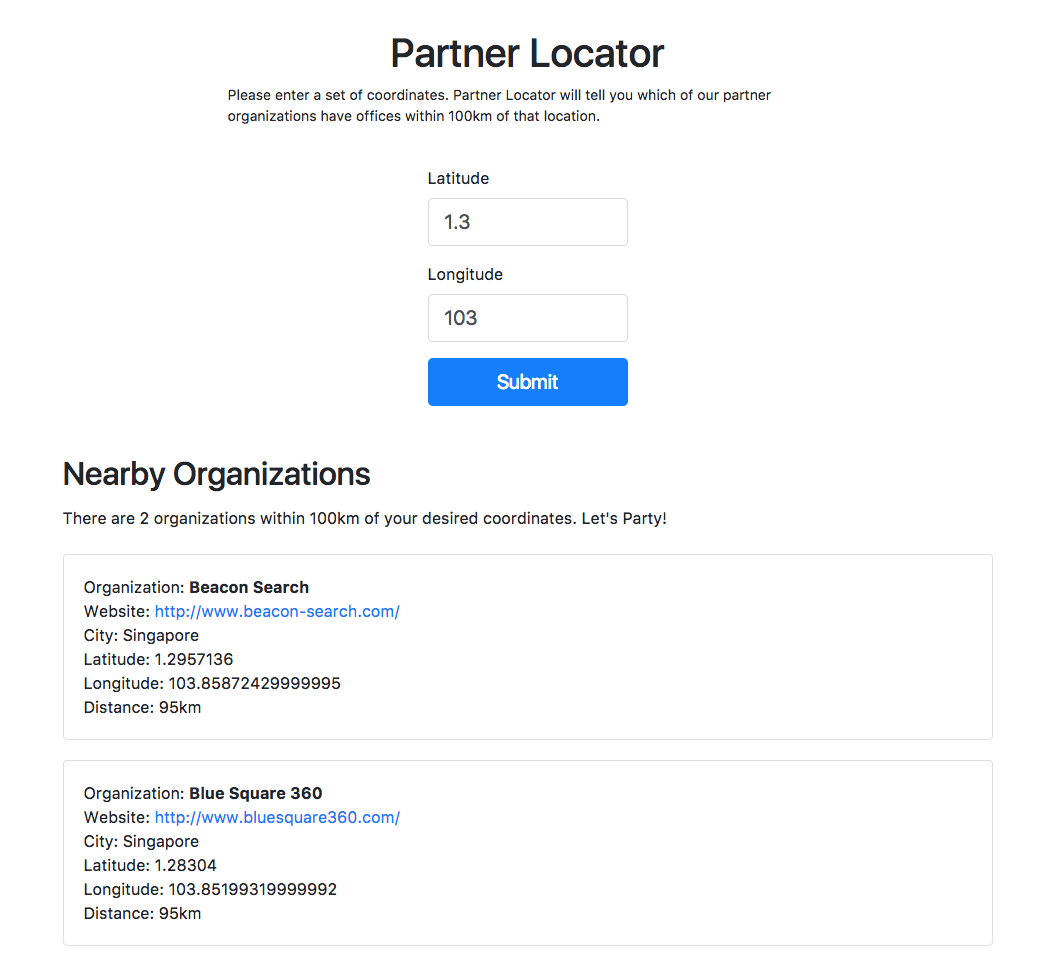 Partner Locator
Please enter a set of coordinates. Partner Locator will tell you which of our partner
organizations have offices within 100km of that location.
Latitude
1.3
Longitude
103
Submit
Nearby Organizations
There are 2 organizations within 100km of your desired coordinates. Let's Party!
Organization: Beacon Search
Website: http://www.beacon-search.com/
City: Singapore
Latitude: 1.2957136
Longitude: 103.85872429999995
Distance: 95km
Organization: Blue Square 360
Website: http://www.bluesquare360.com/
City: Singapore
Latitude: 1.28304
Longitude: 103.85199319999992
Distance: 95km